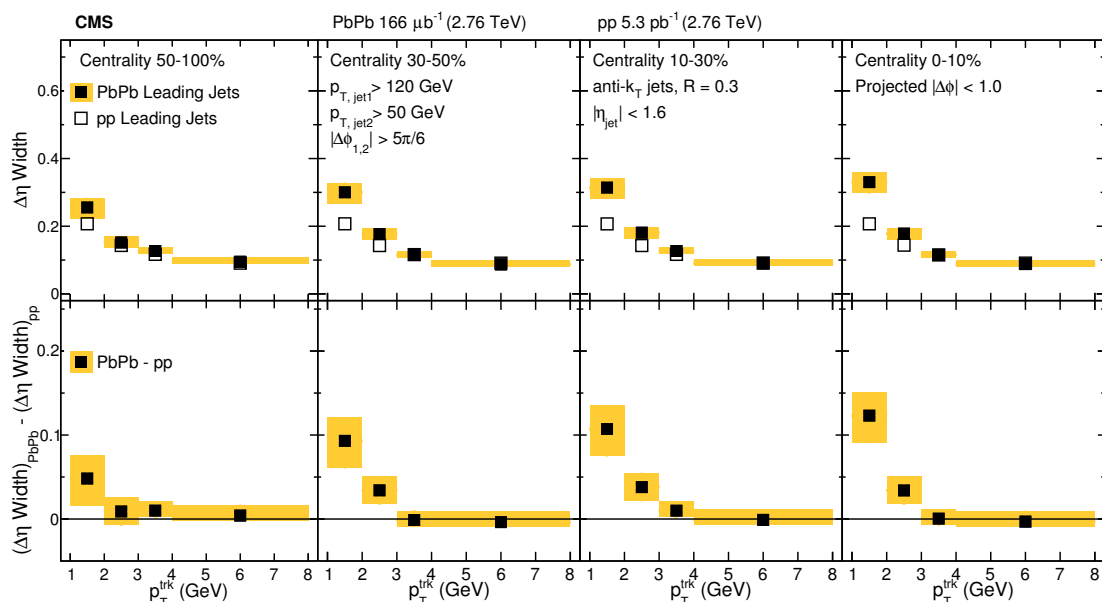 CMS PbPb 166 μb⁻¹ (2.76 TeV) pp 5.3 pb⁻¹ (2.76 TeV)
Centrality 50-100%
PbPb Leading Jets
pp Leading Jets
Centrality 30-50%
p_T, jet1 > 120 GeV
p_T, jet2 > 50 GeV
|Δϕ_1,2| > 5π/6
Centrality 10-30%
anti-k_T jets, R = 0.3
|η_jet| < 1.6
Centrality 0-10%
Projected |Δϕ| < 1.0
Δη Width
0.6
0.4
0.2
0
PbPb - pp
(Δη Width)_PbPb - (Δη Width)_pp
0.2
0.1
0
1 2 3 4 5 6 7 8
1 2 3 4 5 6 7 8
1 2 3 4 5 6 7 8
1 2 3 4 5 6 7 8
p_T^trk (GeV)
p_T^trk (GeV)
p_T^trk (GeV)
p_T^trk (GeV)